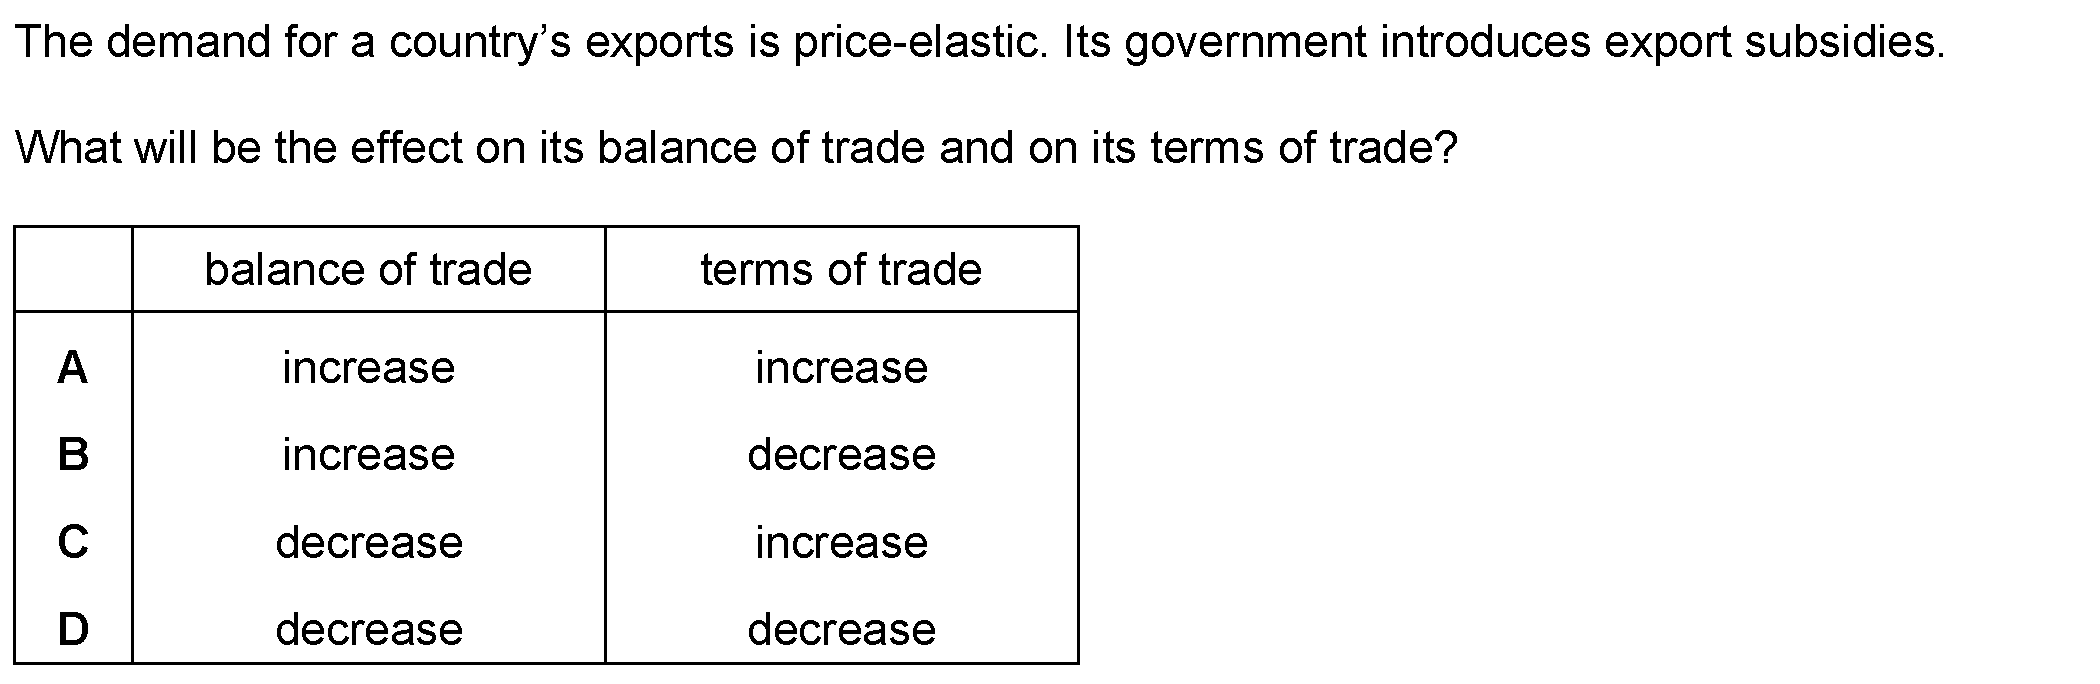 The demand for a country’s exports is price-elastic. Its government introduces export subsidies.
What will be the effect on its balance of trade and on its terms of trade?
balance of trade terms of trade
A increase increase
B increase decrease
C decrease increase
D decrease decrease